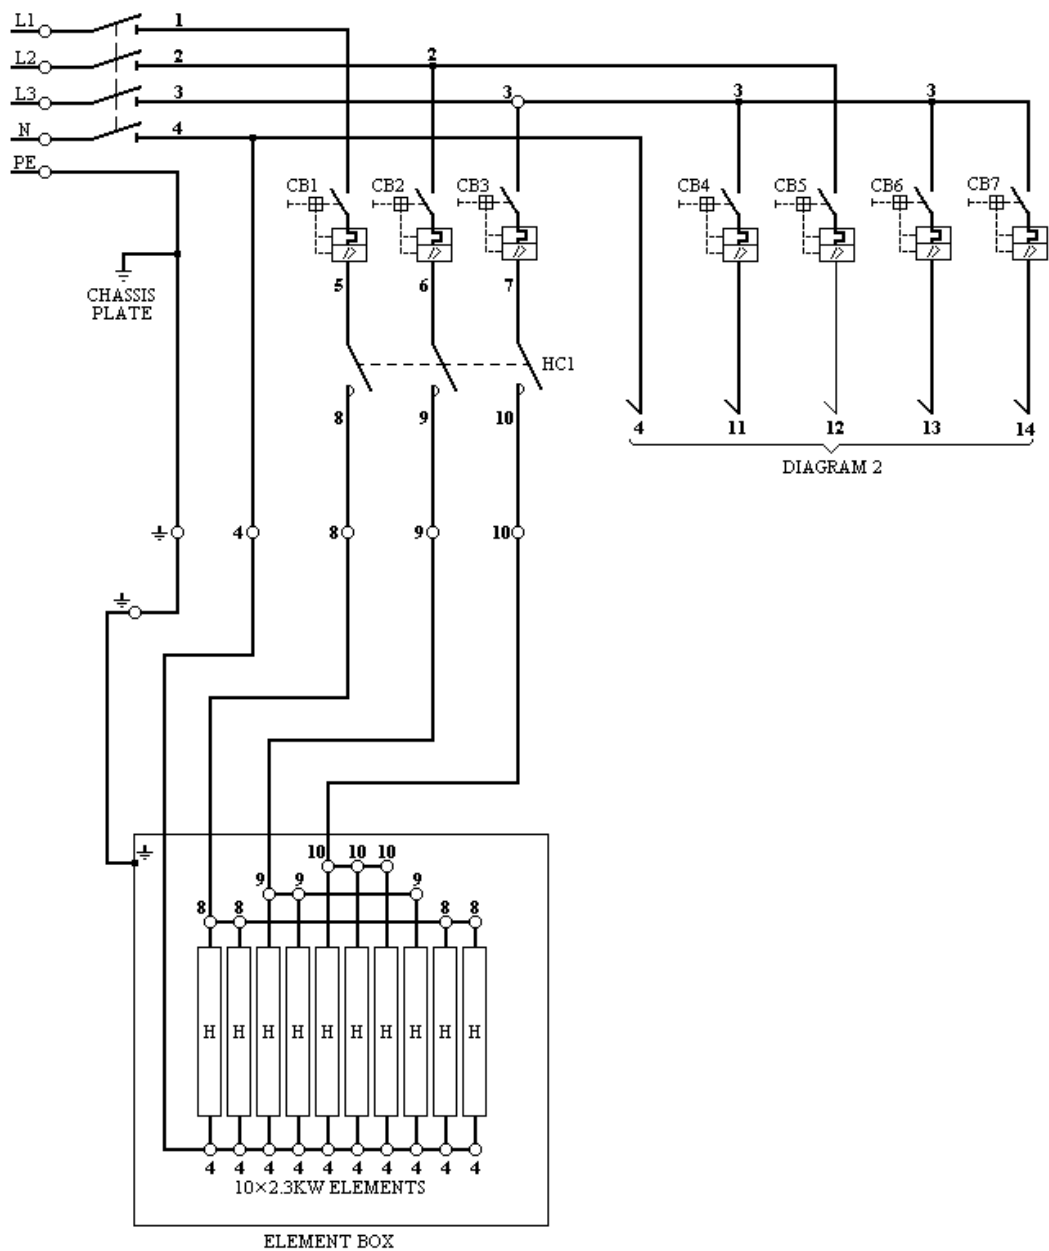 L1 1
L2 2 2
L3 3 3 3 3
N 4
PE
CB1 CB2 CB3 CB4 CB5 CB6 CB7
CHASSIS
PLATE
5 6 7
HC1
8 9 10 4 11 12 13 14
DIAGRAM 2
4 8 9 10
10 10 10
9 9 9
8 8 8 8
H H H H H H H H H H
4 4 4 4 4 4 4 4 4 4
10×2.3KW ELEMENTS
ELEMENT BOX